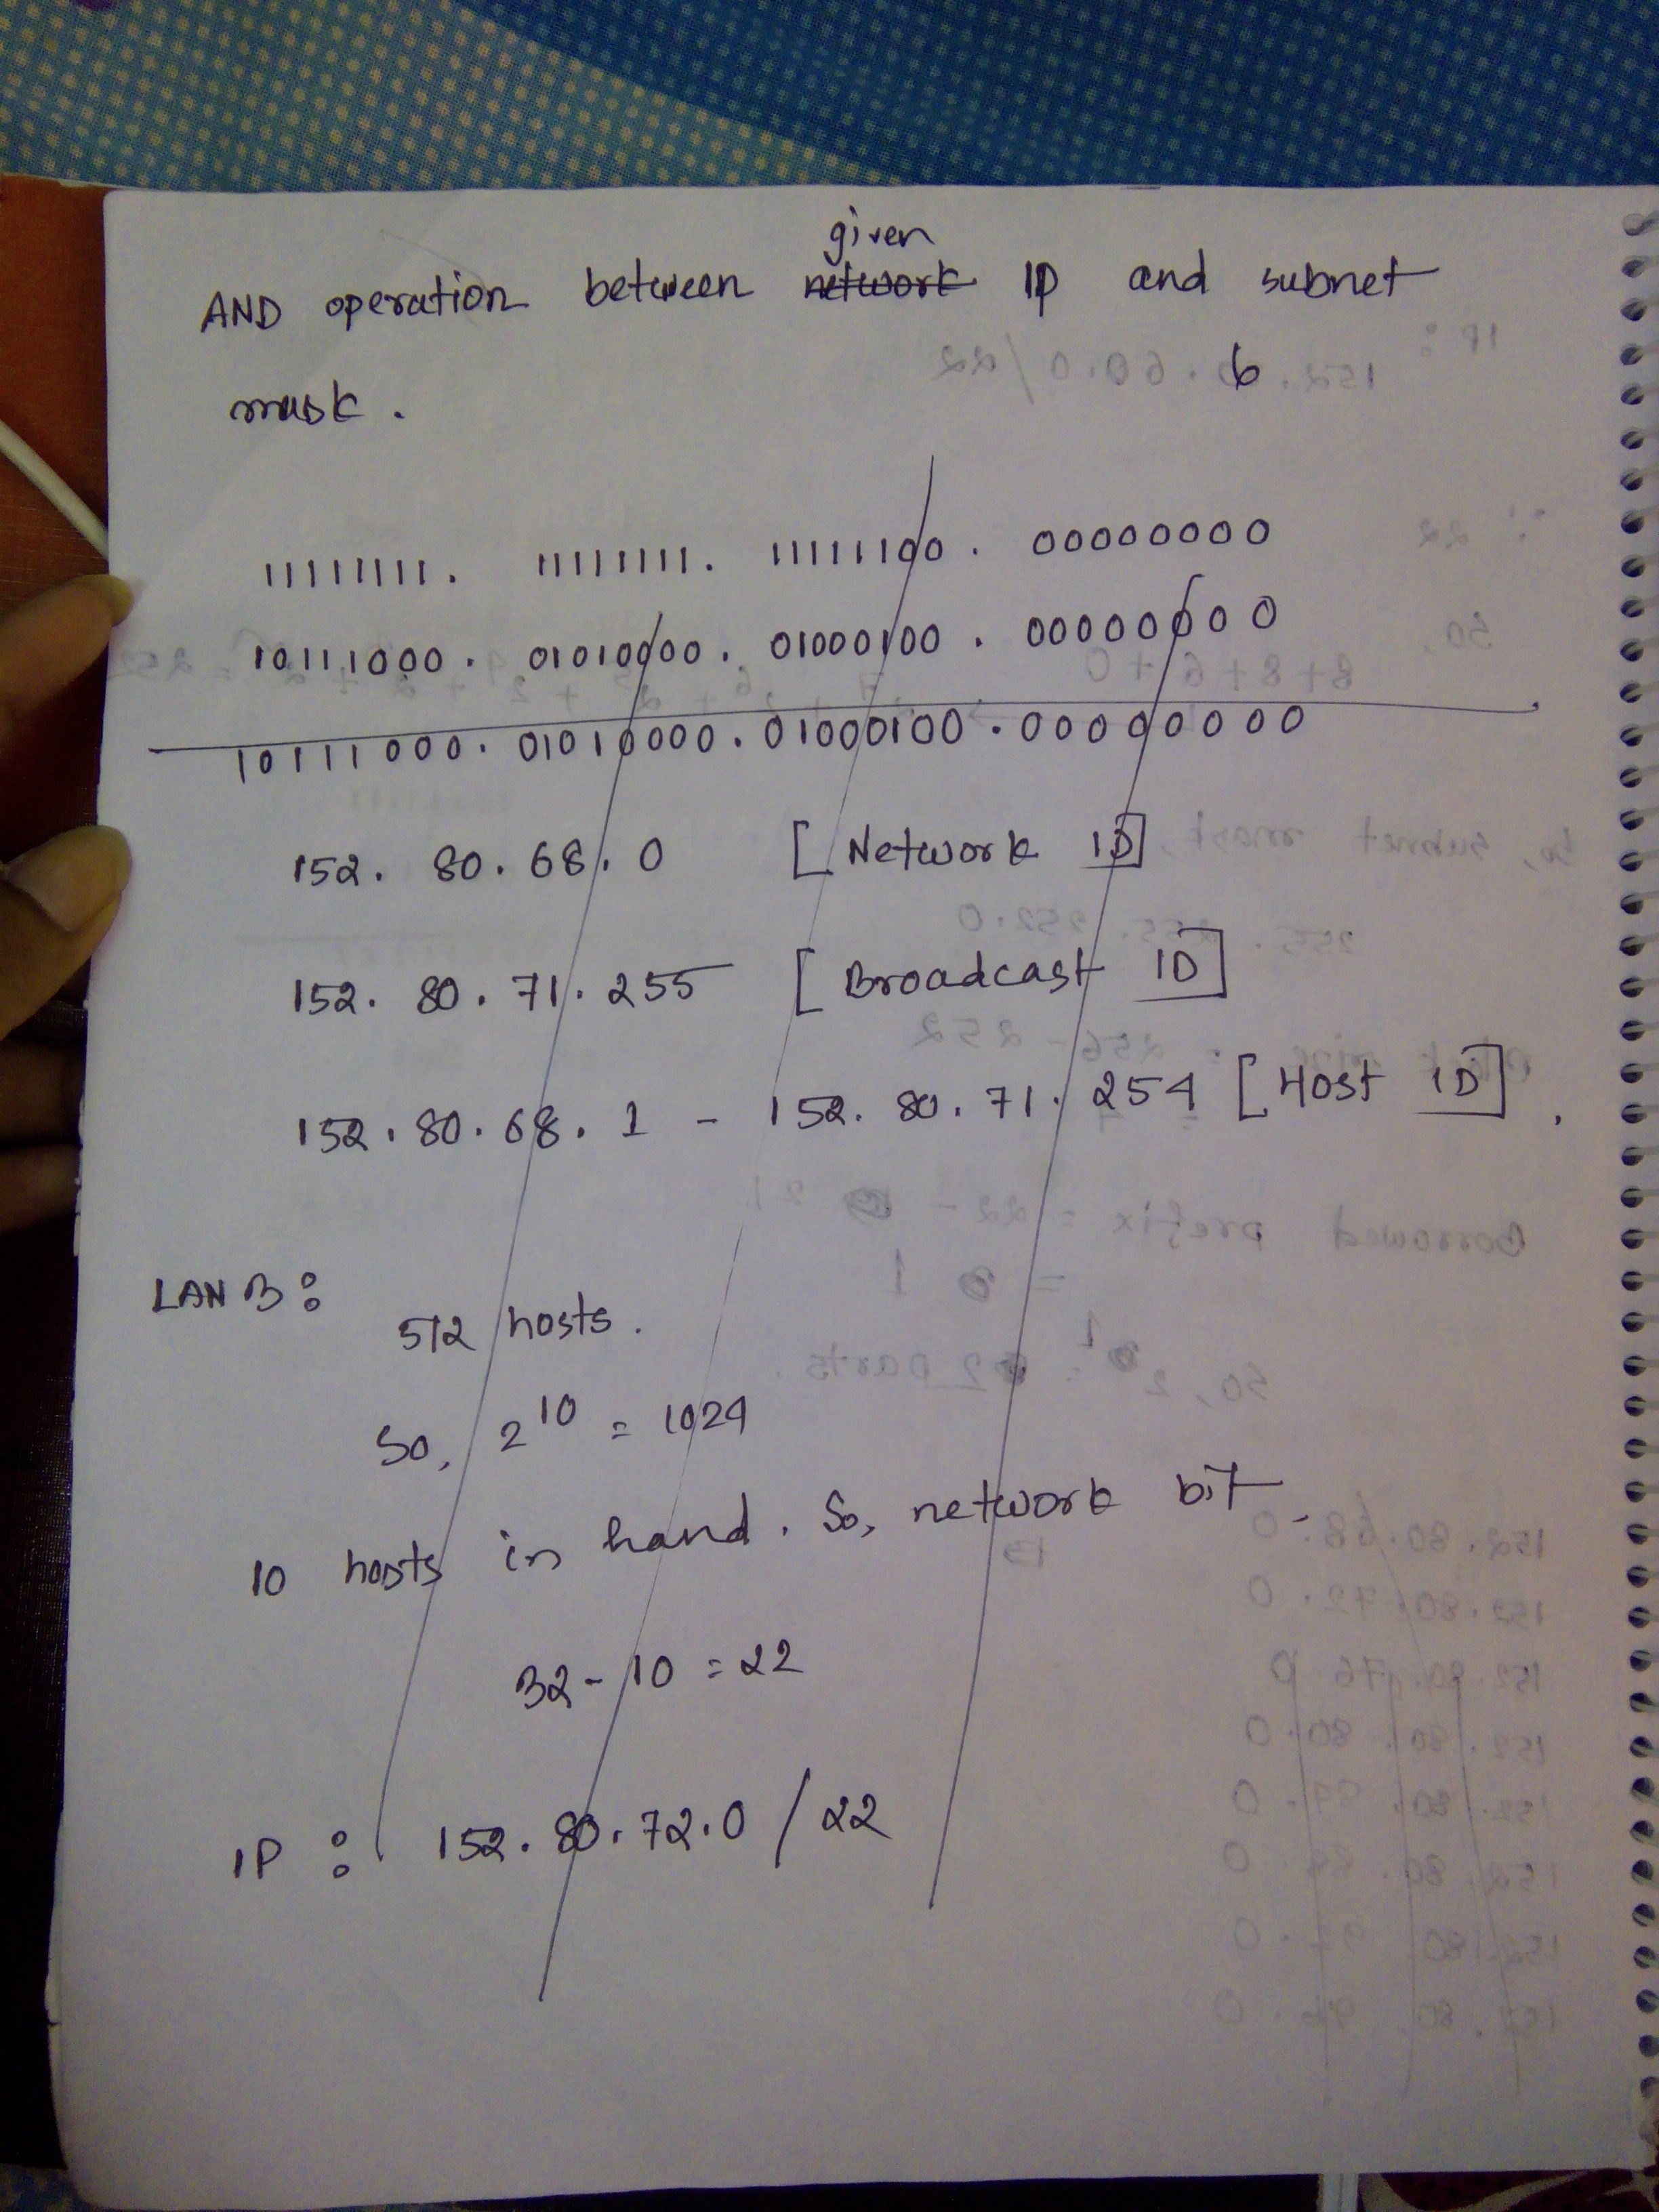 given
AND operation between network IP and subnet
mask.
6
11111111. 11111111. 11111100. 00000000
10111000. 01010000. 01000100. 00000000
10111000. 01010000. 01000100. 00000000
152. 80. 68. 0 [Network ID]
152. 80. 71. 255 [Broadcast ID]
152. 80. 68. 1 - 152. 80. 71. 254 [Host ID].
LAN 3:
512 hosts.
So, 2^10 = 1024
10 hosts in hand. So, network bit
32-10 = 22
IP: 152. 80. 72. 0 / 22